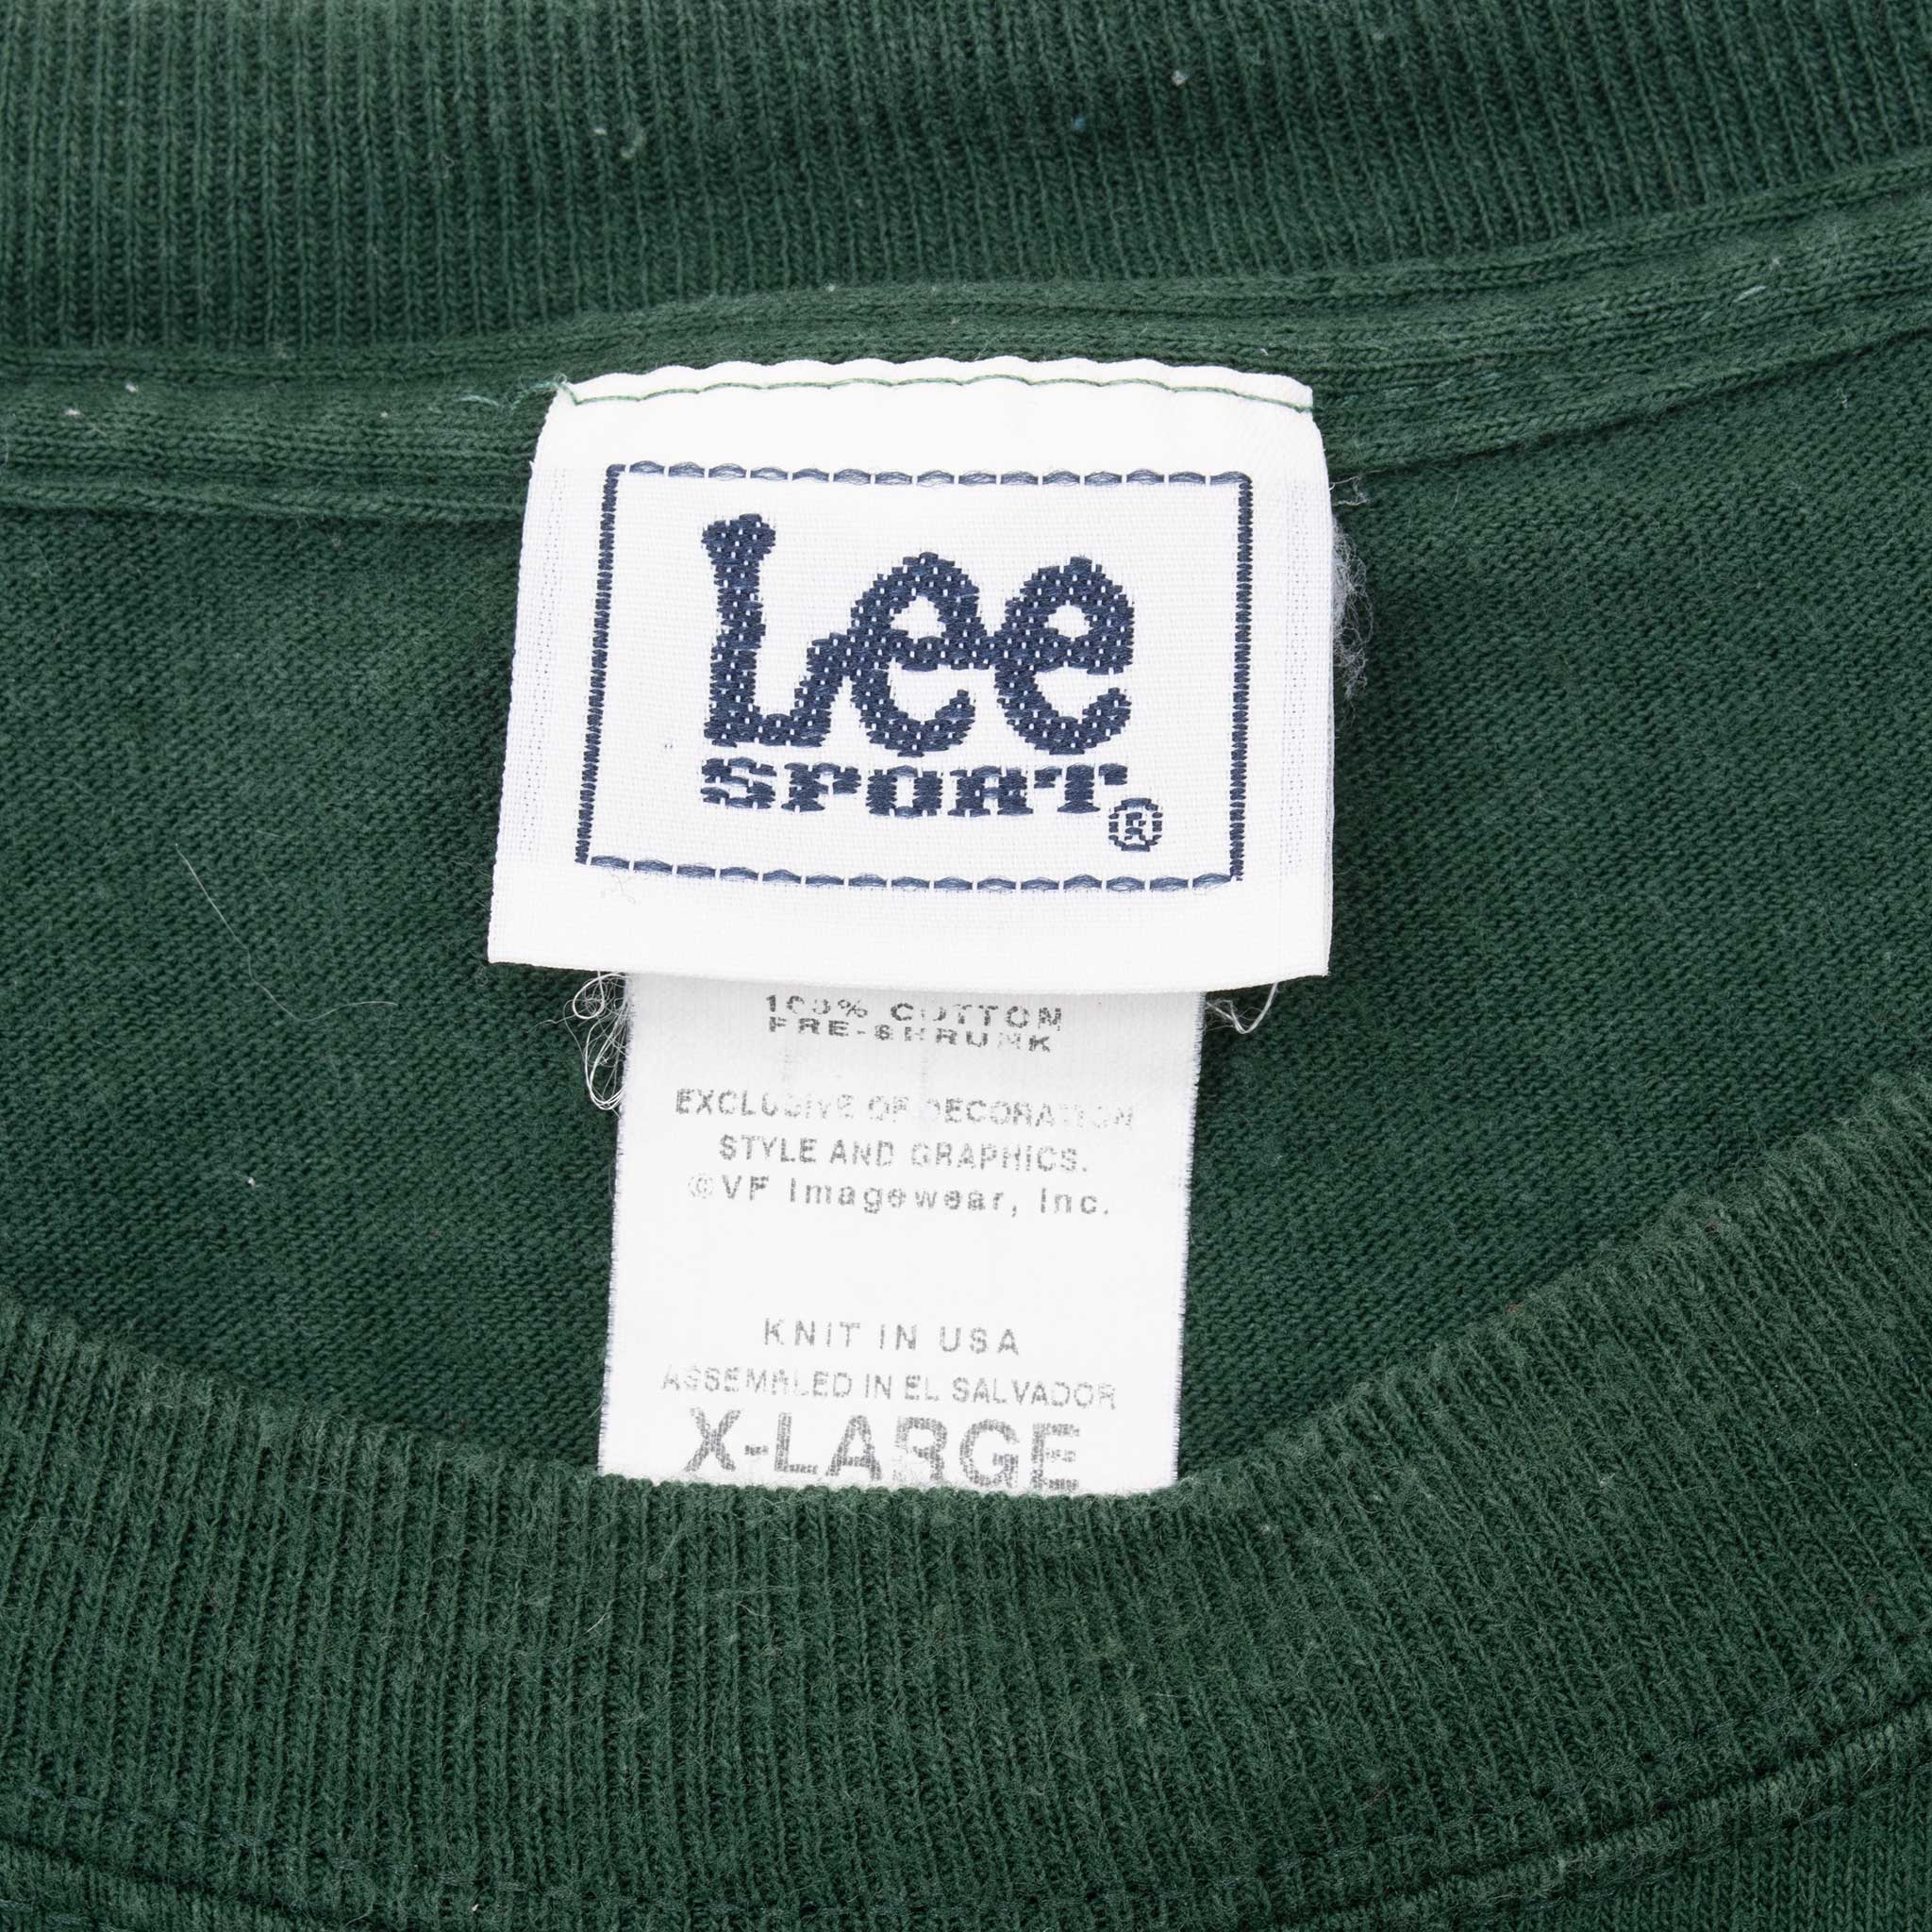 Lee
SPORT®
100% COTTON
PRE-SHRUNK
EXCLUSIVE OF DECORATION
STYLE AND GRAPHICS.
©VF Imagewear, Inc.
KNIT IN USA
ASSEMBLED IN EL SALVADOR
X-LARGE